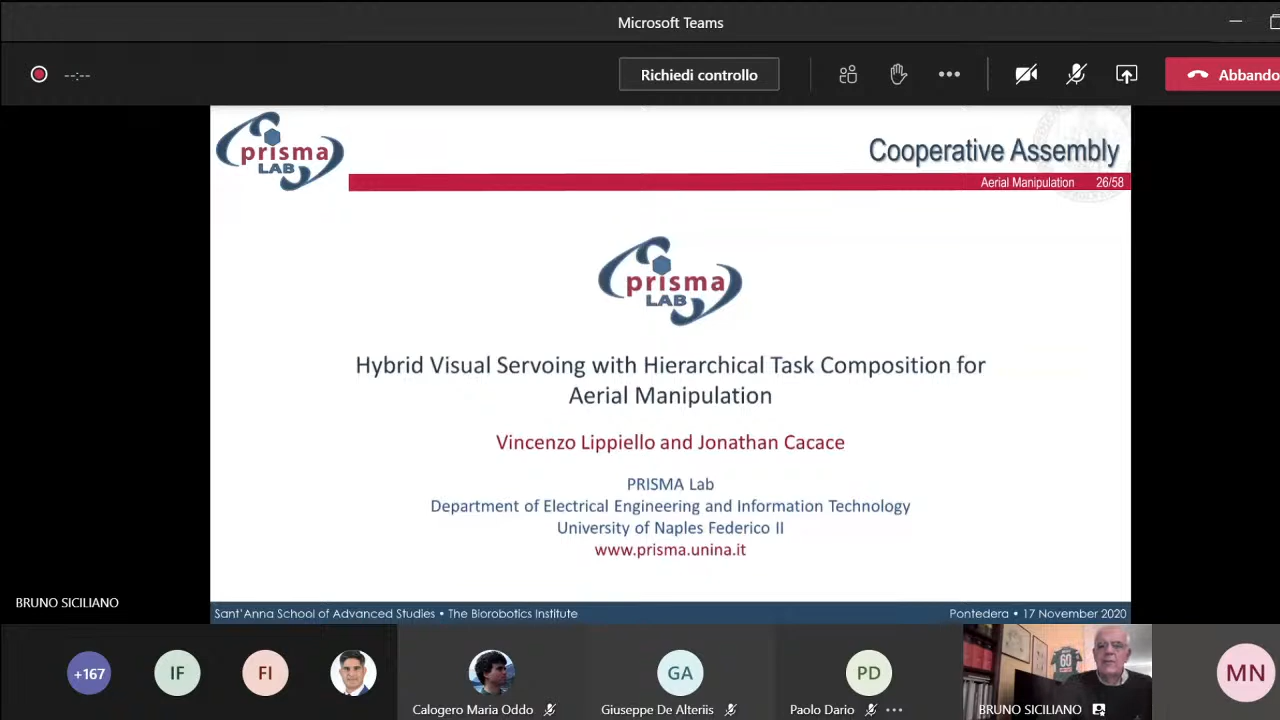 Microsoft Teams
--:--
Richiedi controllo
Abbando
prisma
LAB
Cooperative Assembly
Aerial Manipulation 26/58
prisma
LAB
Hybrid Visual Servoing with Hierarchical Task Composition for
Aerial Manipulation
Vincenzo Lippiello and Jonathan Cacace
PRISMA Lab
Department of Electrical Engineering and Information Technology
University of Naples Federico II
www.prisma.unina.it
BRUNO SICILIANO
Sant'Anna School of Advanced Studies • The Biorobotics Institute
Pontedera • 17 November 2020
+167
IF
FI
Calogero Maria Oddo
GA
Giuseppe De Alteriis
PD
Paolo Dario
60
BRUNO SICILIANO
MN